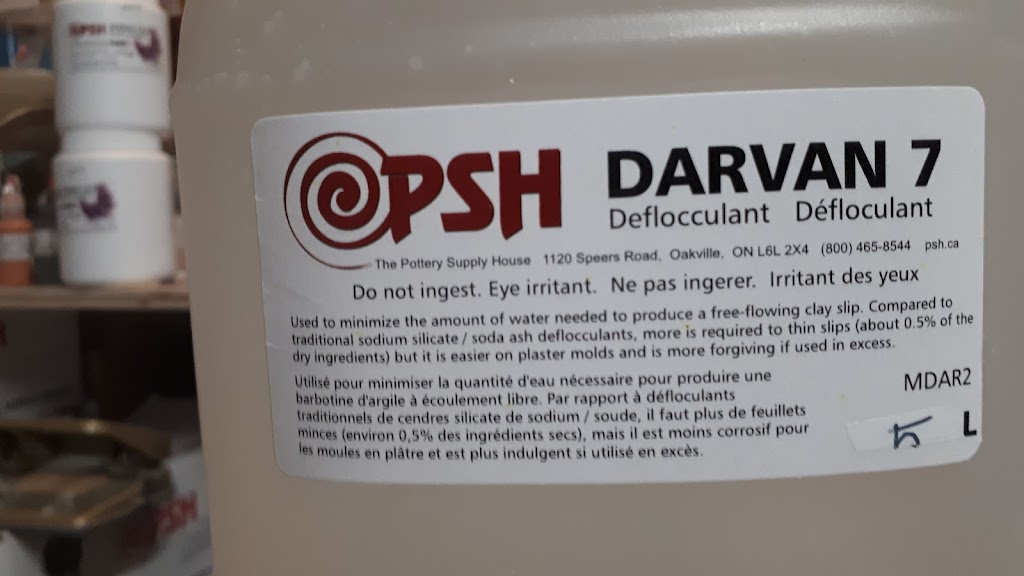 PSH
PSH
DARVAN 7
Deflocculant Défloculant
The Pottery Supply House 1120 Speers Road, Oakville, ON L6L 2X4 (800) 465-8544 psh.ca
Do not ingest. Eye irritant. Ne pas ingerer. Irritant des yeux
Used to minimize the amount of water needed to produce a free-flowing clay slip. Compared to
traditional sodium silicate / soda ash deflocculants, more is required to thin slips (about 0.5% of the
dry ingredients) but it is easier on plaster molds and is more forgiving if used in excess.
Utilisé pour minimiser la quantité d'eau nécessaire pour produire une
barbotine d'argile à écoulement libre. Par rapport à défloculants
traditionnels de cendres silicate de sodium / soude, il faut plus de feuillets
minces (environ 0,5% des ingrédients secs), mais il est moins corrosif pour
les moules en plâtre et est plus indulgent si utilisé en excès.
MDAR2
5 L
PSH